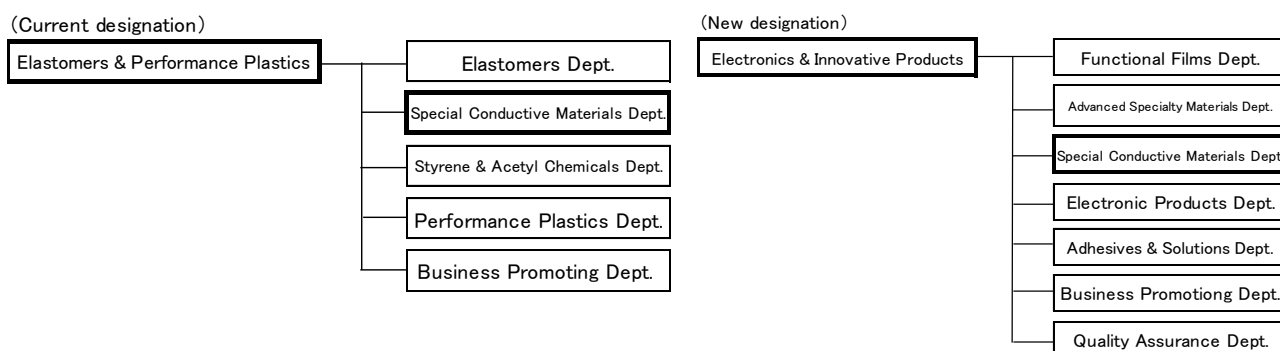 (Current designation)
Elastomers & Performance Plastics
Elastomers Dept.
Special Conductive Materials Dept.
Styrene & Acetyl Chemicals Dept.
Performance Plastics Dept.
Business Promoting Dept.
(New designation)
Electronics & Innovative Products
Functional Films Dept.
Advanced Specialty Materials Dept.
Special Conductive Materials Dept
Electronic Products Dept.
Adhesives & Solutions Dept.
Business Promotiong Dept.
Quality Assurance Dept.